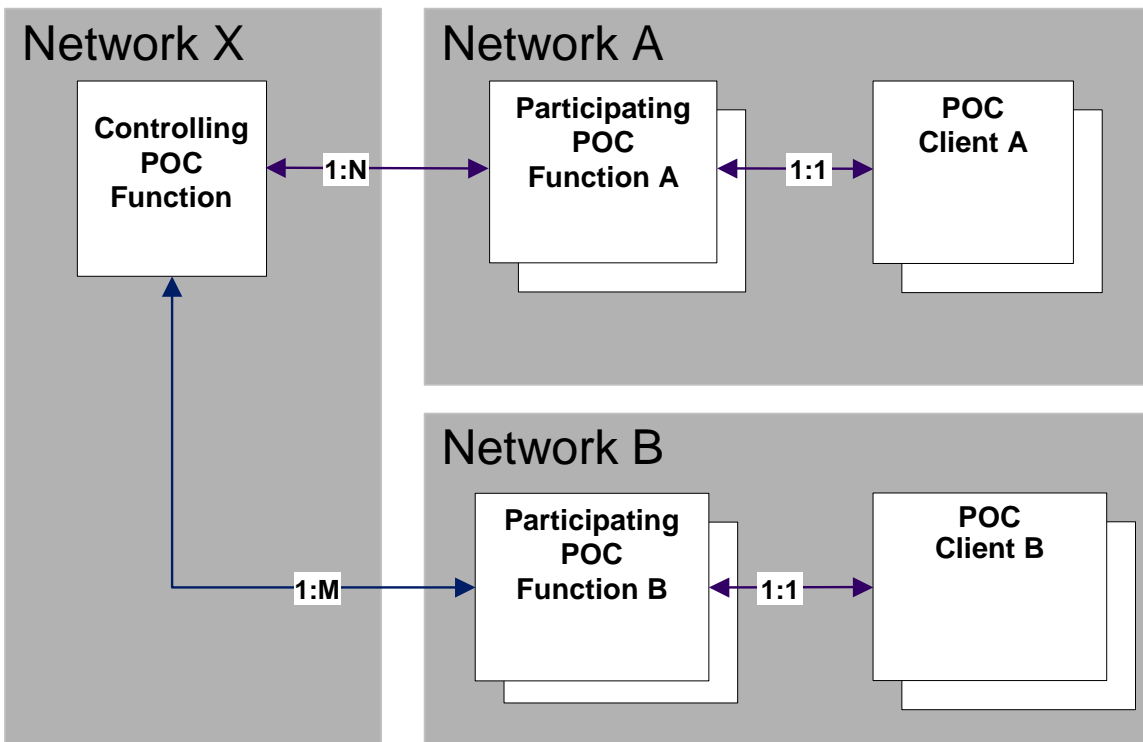 Network X
Controlling
POC
Function
1:N
1:M
Network A
Participating
POC
Function A
1:1
POC
Client A
Network B
Participating
POC
Function B
1:1
POC
Client B